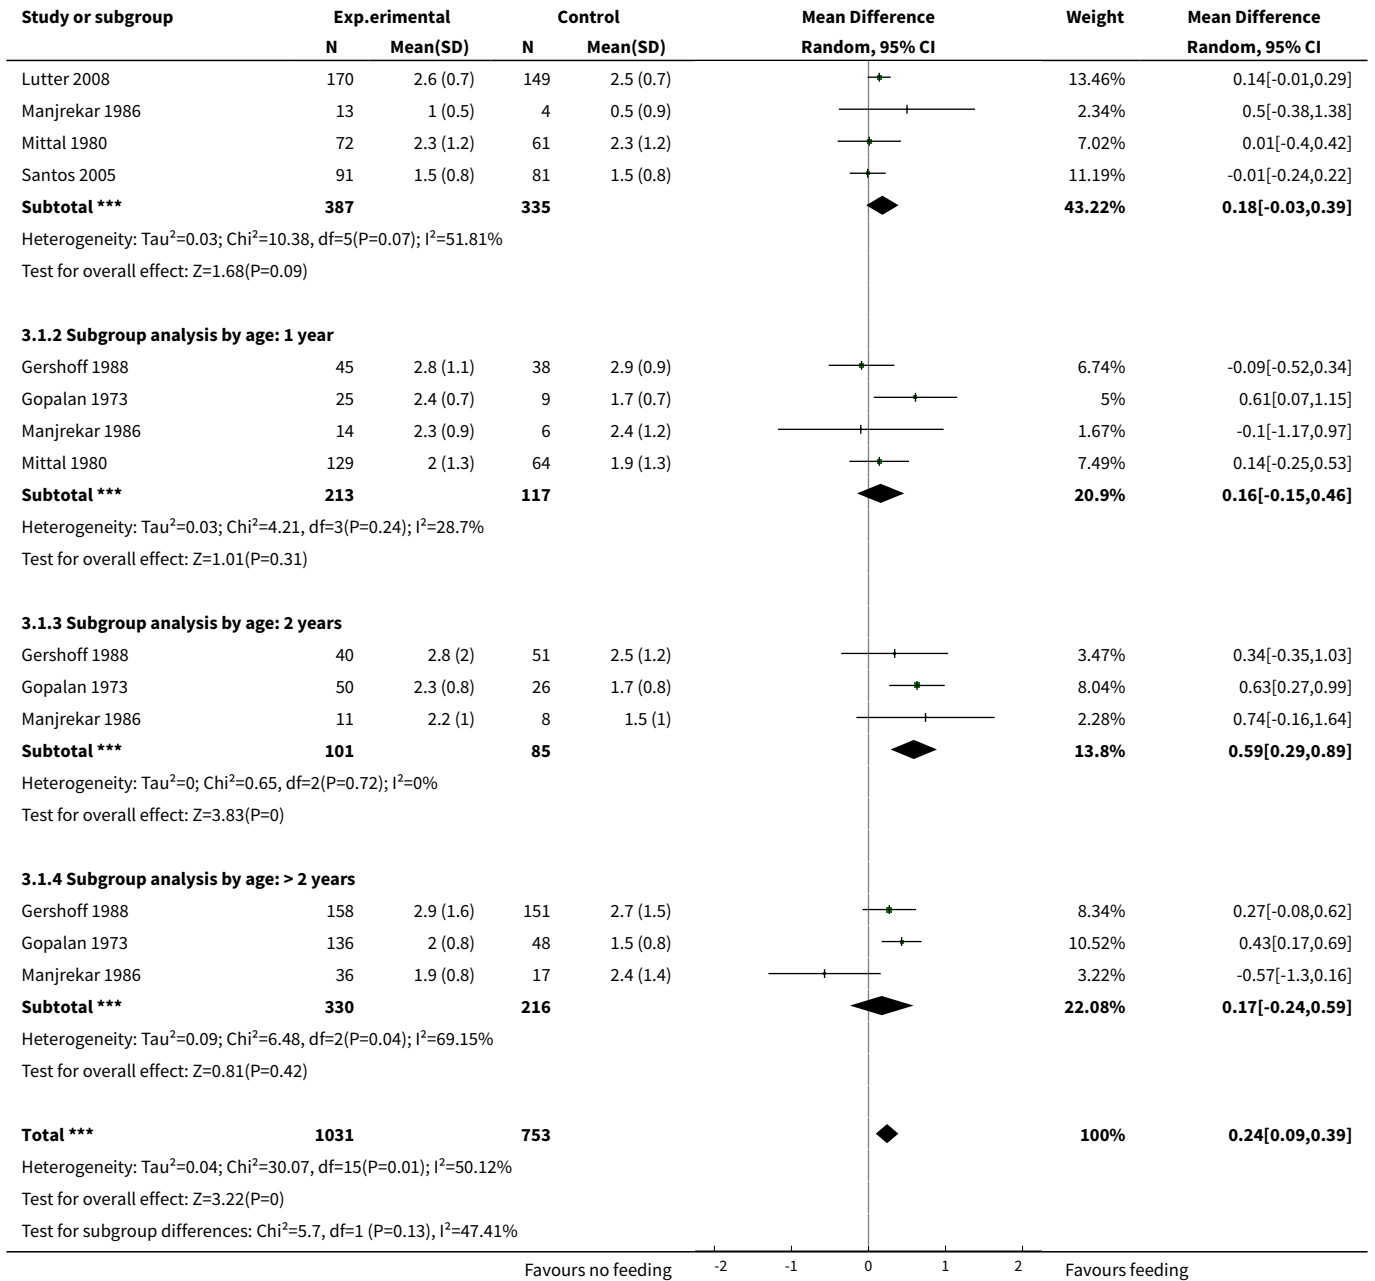 Study or subgroup Exp.erimental Control Mean Difference Weight Mean Difference
N Mean(SD) N Mean(SD) Random, 95% CI Random, 95% CI
Lutter 2008 170 2.6 (0.7) 149 2.5 (0.7) 13.46% 0.14[-0.01,0.29]
Manjrekar 1986 13 1 (0.5) 4 0.5 (0.9) 2.34% 0.5[-0.38,1.38]
Mittal 1980 72 2.3 (1.2) 61 2.3 (1.2) 7.02% 0.01[-0.4,0.42]
Santos 2005 91 1.5 (0.8) 81 1.5 (0.8) 11.19% -0.01[-0.24,0.22]
Subtotal *** 387 335 43.22% 0.18[-0.03,0.39]
Heterogeneity: Tau²=0.03; Chi²=10.38, df=5(P=0.07); I²=51.81%
Test for overall effect: Z=1.68(P=0.09)
3.1.2 Subgroup analysis by age: 1 year
Gershoff 1988 45 2.8 (1.1) 38 2.9 (0.9) 6.74% -0.09[-0.52,0.34]
Gopalan 1973 25 2.4 (0.7) 9 1.7 (0.7) 5% 0.61[0.07,1.15]
Manjrekar 1986 14 2.3 (0.9) 6 2.4 (1.2) 1.67% -0.1[-1.17,0.97]
Mittal 1980 129 2 (1.3) 64 1.9 (1.3) 7.49% 0.14[-0.25,0.53]
Subtotal *** 213 117 20.9% 0.16[-0.15,0.46]
Heterogeneity: Tau²=0.03; Chi²=4.21, df=3(P=0.24); I²=28.7%
Test for overall effect: Z=1.01(P=0.31)
3.1.3 Subgroup analysis by age: 2 years
Gershoff 1988 40 2.8 (2) 51 2.5 (1.2) 3.47% 0.34[-0.35,1.03]
Gopalan 1973 50 2.3 (0.8) 26 1.7 (0.8) 8.04% 0.63[0.27,0.99]
Manjrekar 1986 11 2.2 (1) 8 1.5 (1) 2.28% 0.74[-0.16,1.64]
Subtotal *** 101 85 13.8% 0.59[0.29,0.89]
Heterogeneity: Tau²=0; Chi²=0.65, df=2(P=0.72); I²=0%
Test for overall effect: Z=3.83(P=0)
3.1.4 Subgroup analysis by age: > 2 years
Gershoff 1988 158 2.9 (1.6) 151 2.7 (1.5) 8.34% 0.27[-0.08,0.62]
Gopalan 1973 136 2 (0.8) 48 1.5 (0.8) 10.52% 0.43[0.17,0.69]
Manjrekar 1986 36 1.9 (0.8) 17 2.4 (1.4) 3.22% -0.57[-1.3,0.16]
Subtotal *** 330 216 22.08% 0.17[-0.24,0.59]
Heterogeneity: Tau²=0.09; Chi²=6.48, df=2(P=0.04); I²=69.15%
Test for overall effect: Z=0.81(P=0.42)
Total *** 1031 753 100% 0.24[0.09,0.39]
Heterogeneity: Tau²=0.04; Chi²=30.07, df=15(P=0.01); I²=50.12%
Test for overall effect: Z=3.22(P=0)
Test for subgroup differences: Chi²=5.7, df=1 (P=0.13), I²=47.41%
Favours no feeding -2 -1 0 1 2 Favours feeding